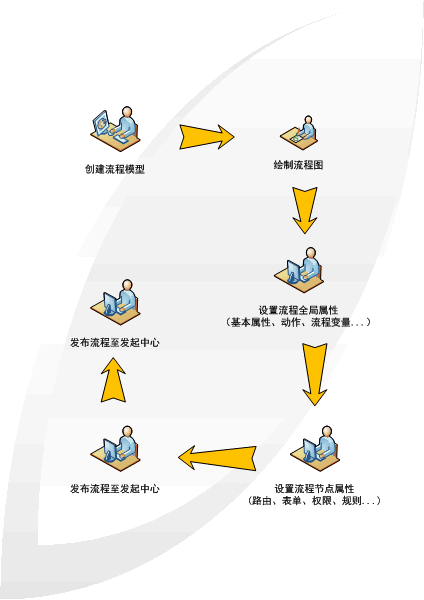 创建流程模型
绘制流程图
设置流程全局属性
（基本属性、动作、流程变量...）
发布流程至发起中心
发布流程至发起中心
设置流程节点属性
（路由、表单、权限、规则...）